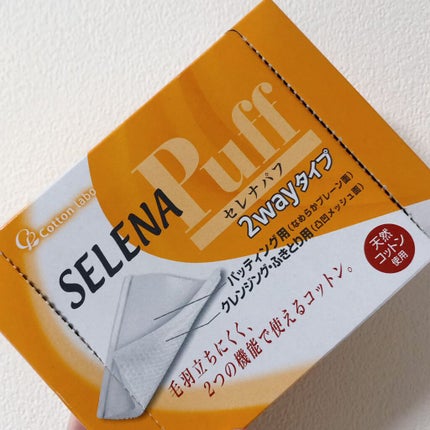 Cotton labo
SELENA
Puff
セレナパフ
2wayタイプ
パッティング用(なめらかプレーン面)
クレンジング・ふきとり用(凸凹メッシュ面)
天然
コットン
使用
毛羽立ちにくく、
2つの機能で使えるコットン。